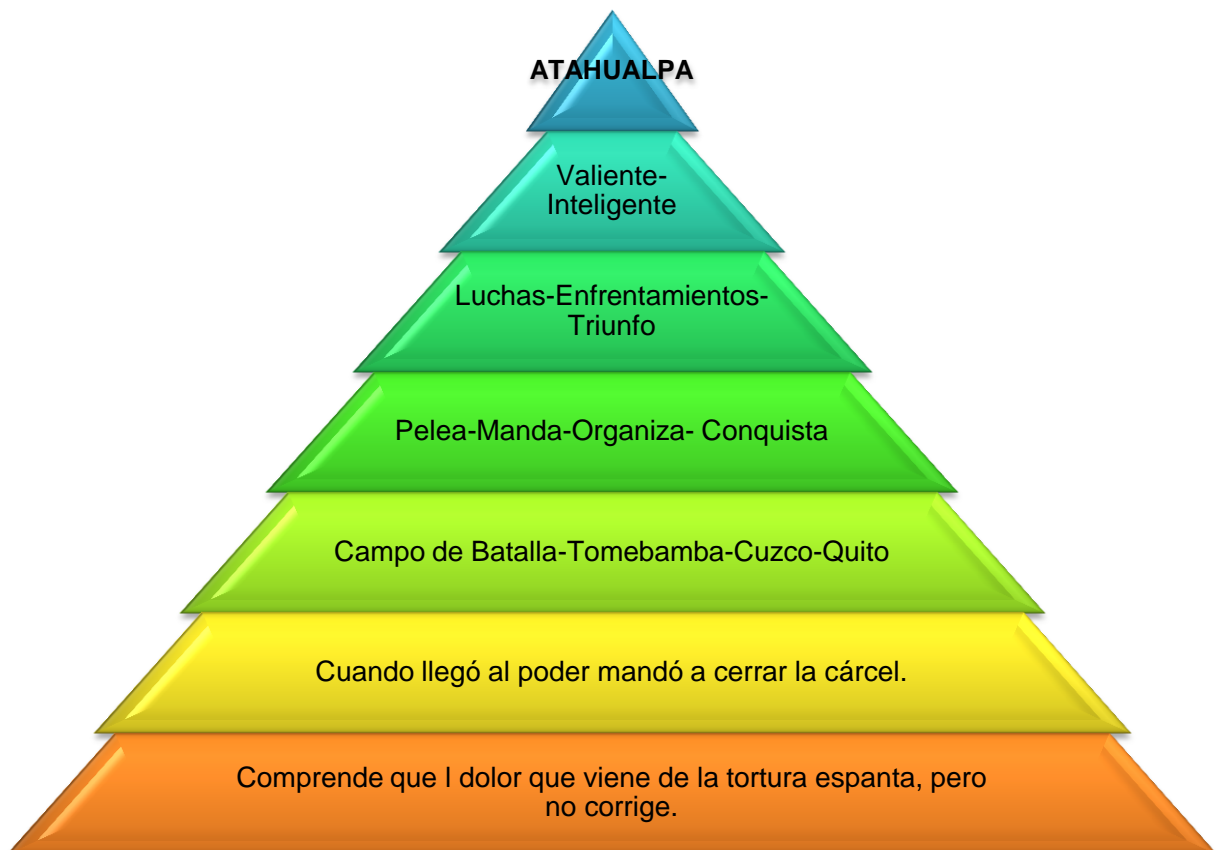 ATAHUALPA
Valiente-
Inteligente
Luchas-Enfrentamientos-
Triunfo
Pelea-Manda-Organiza- Conquista
Campo de Batalla-Tomebamba-Cuzco-Quito
Cuando llegó al poder mandó a cerrar la cárcel.
Comprende que l dolor que viene de la tortura espanta, pero
no corrige.